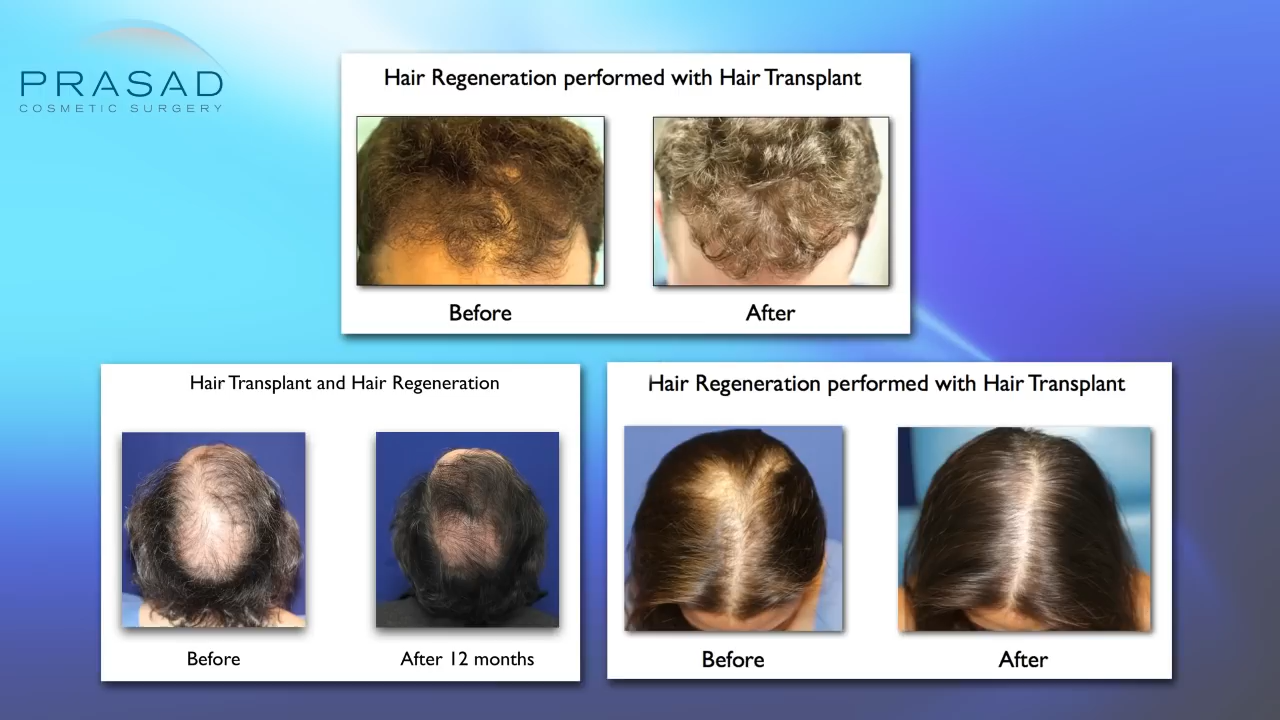 PRASAD
COSMETIC SURGERY
Hair Regeneration performed with Hair Transplant
Before
After
Hair Transplant and Hair Regeneration
Before
After 12 months
Hair Regeneration performed with Hair Transplant
Before
After